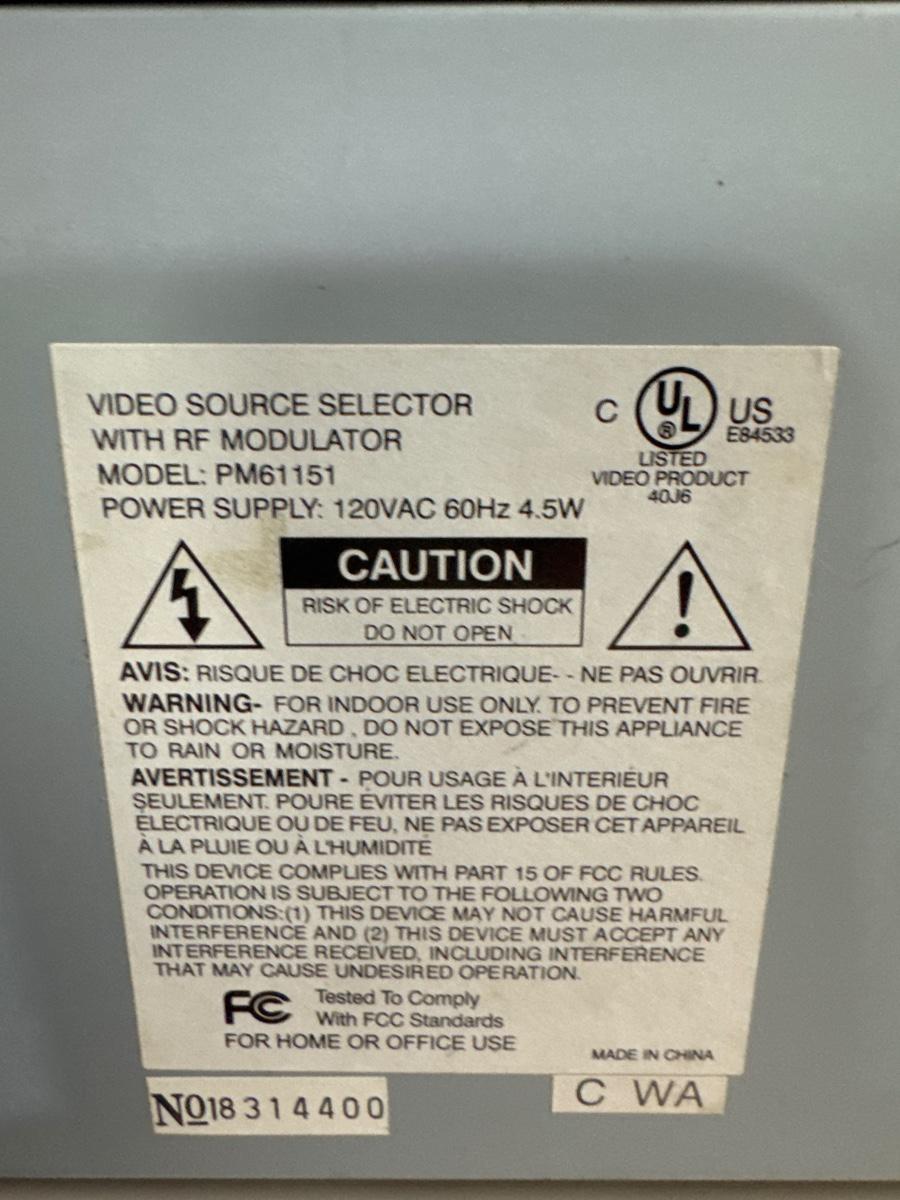 VIDEO SOURCE SELECTOR
WITH RF MODULATOR
MODEL: PM61151
POWER SUPPLY: 120VAC 60Hz 4.5W
C UL ® US
E84533
LISTED
VIDEO PRODUCT
40J6
CAUTION
RISK OF ELECTRIC SHOCK
DO NOT OPEN
AVIS: RISQUE DE CHOC ELECTRIQUE- - NE PAS OUVRIR.
WARNING- FOR INDOOR USE ONLY. TO PREVENT FIRE
OR SHOCK HAZARD , DO NOT EXPOSE THIS APPLIANCE
TO RAIN OR MOISTURE.
AVERTISSEMENT - POUR USAGE À L'INTERIÉUR
SEULEMENT. POURE ÉVITER LES RISQUES DE CHOC
ÉLECTRIQUE OU DE FEU, NE PAS EXPOSER CET APPAREIL
À LA PLUIE OU À L'HUMIDITÉ
THIS DEVICE COMPLIES WITH PART 15 OF FCC RULES.
OPERATION IS SUBJECT TO THE FOLLOWING TWO
CONDITIONS:(1) THIS DEVICE MAY NOT CAUSE HARMFUL
INTERFERENCE AND (2) THIS DEVICE MUST ACCEPT ANY
INTERFERENCE RECEIVED, INCLUDING INTERFERENCE
THAT MAY CAUSE UNDESIRED OPERATION.
FC Tested To Comply
With FCC Standards
FOR HOME OR OFFICE USE
MADE IN CHINA
No 18314400
C WA